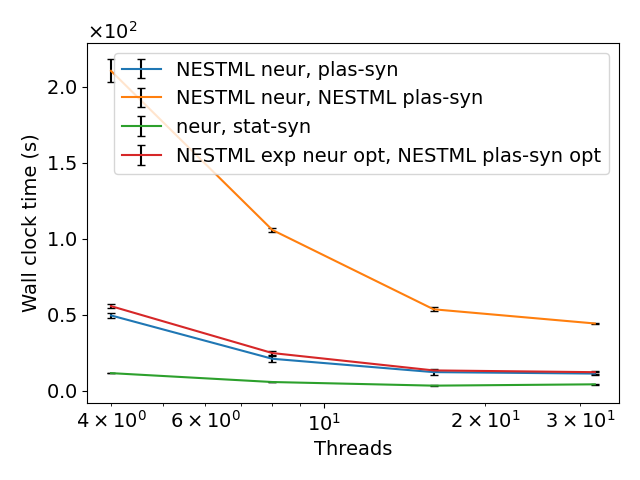 ×10²
2.0
1.5
1.0
0.5
0.0
Wall clock time (s)
NESTML neur, plas-syn
NESTML neur, NESTML plas-syn
neur, stat-syn
NESTML exp neur opt, NESTML plas-syn opt
4 × 10⁰
6 × 10⁰
10¹
2 × 10¹
3 × 10¹
Threads